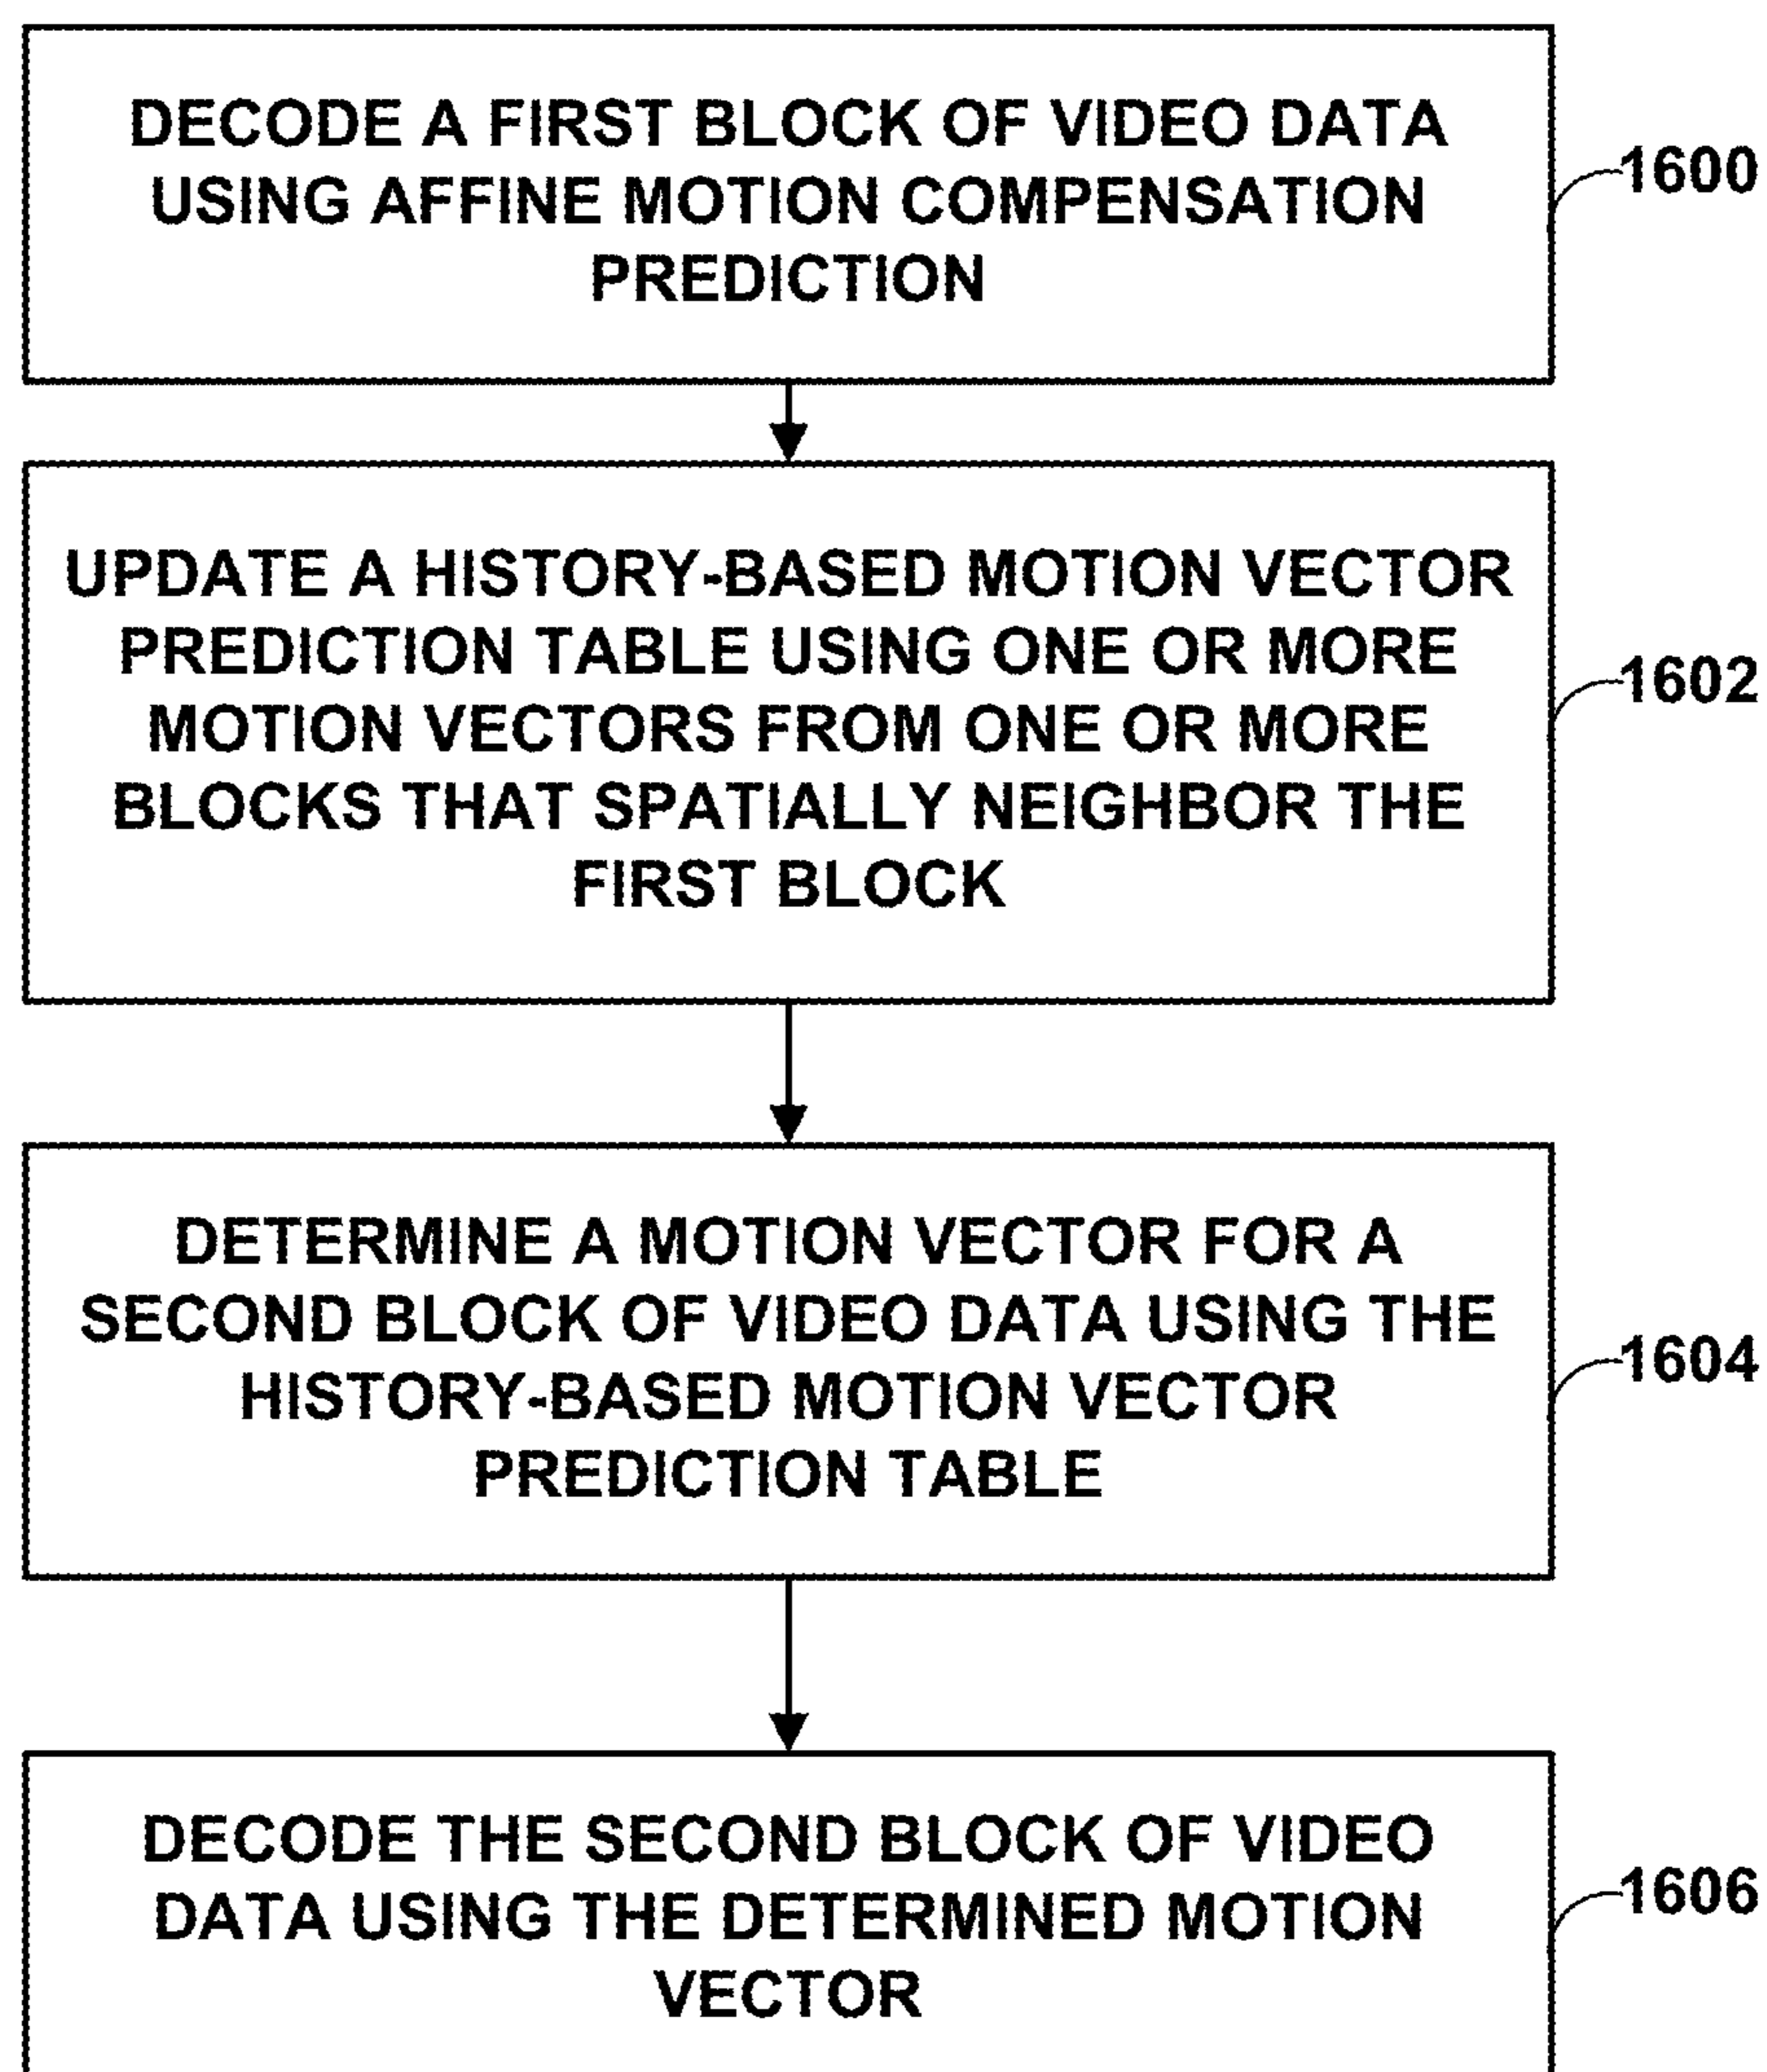 DECODE A FIRST BLOCK OF VIDEO DATA
USING AFFINE MOTION COMPENSATION
PREDICTION
1600
UPDATE A HISTORY-BASED MOTION VECTOR
PREDICTION TABLE USING ONE OR MORE
MOTION VECTORS FROM ONE OR MORE
BLOCKS THAT SPATIALLY NEIGHBOR THE
FIRST BLOCK
1602
DETERMINE A MOTION VECTOR FOR A
SECOND BLOCK OF VIDEO DATA USING THE
HISTORY-BASED MOTION VECTOR
PREDICTION TABLE
1604
DECODE THE SECOND BLOCK OF VIDEO
DATA USING THE DETERMINED MOTION
VECTOR
1606